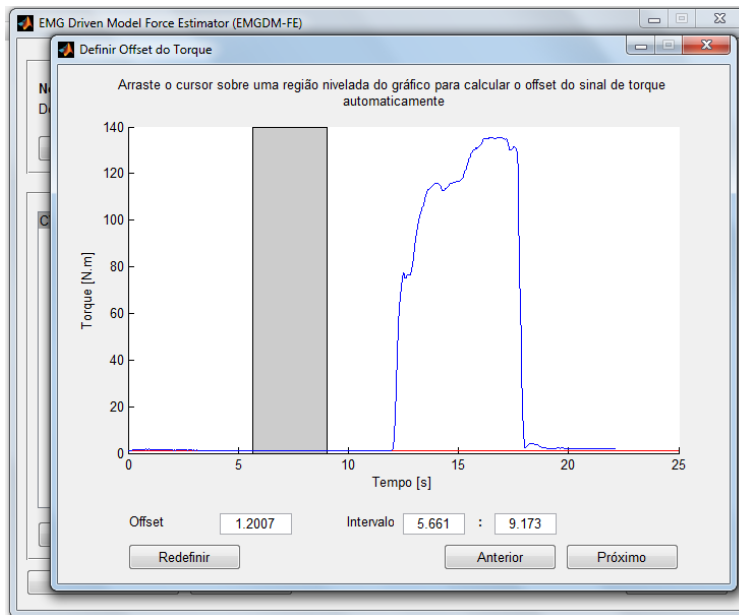 EMG Driven Model Force Estimator (EMGDM-FE)
Definir Offset do Torque
Arraste o cursor sobre uma região nivelada do gráfico para calcular o offset do sinal de torque
automaticamente
140
120
100
80
60
40
20
0
Torque [N.m]
0 5 10 15 20 25
Tempo [s]
Offset 1.2007 Intervalo 5.661 : 9.173
Redefinir Anterior Próximo